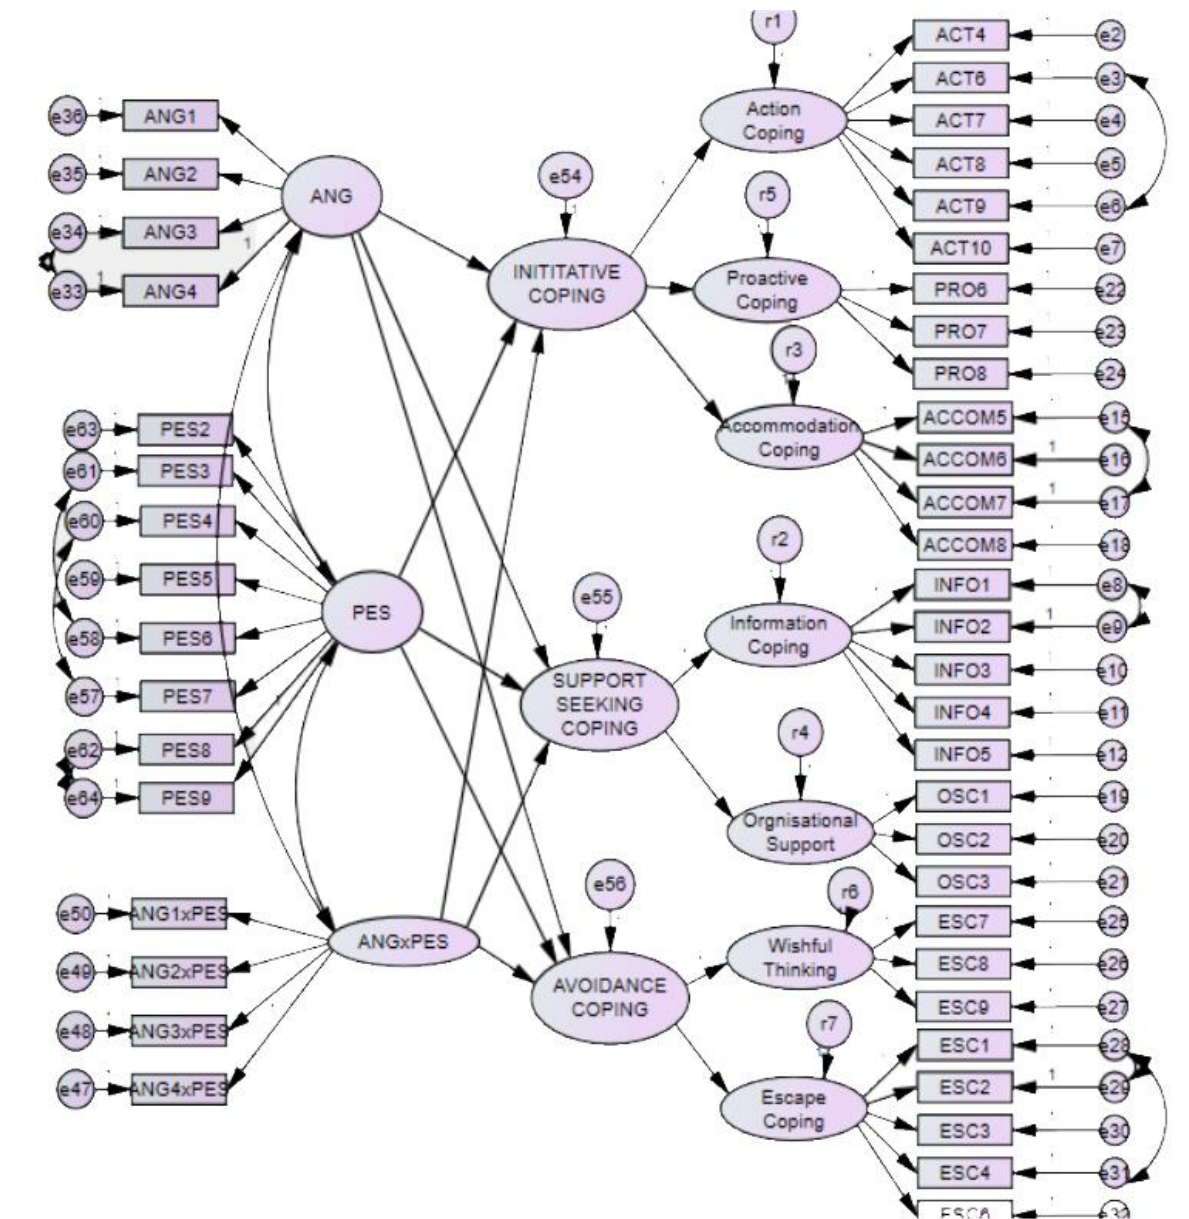 r1
ACT4
e2
ACT6
e3
Action
Coping
ACT7
e4
ACT8
e5
ACT9
e6
ACT10
e7
e36
ANG1
e35
ANG2
e34
ANG3
1
e33
1
ANG4
ANG
e54
1
INITITATIVE
COPING
r5
Proactive
Coping
PRO6
e22
PRO7
e23
PRO8
e24
r3
Accommodation
Coping
ACCOM5
e15
ACCOM6
1
e16
ACCOM7
1
e17
ACCOM8
e18
e63
PES2
e61
PES3
e60
PES4
e59
PES5
e58
PES6
e57
PES7
e62
PES8
e64
1
PES9
PES
r2
Information
Coping
INFO1
e8
INFO2
1
e9
INFO3
e10
INFO4
e11
INFO5
e12
e55
SUPPORT
SEEKING
COPING
r4
Orgnisational
Support
OSC1
e19
OSC2
e20
OSC3
e21
e50
ANG1xPES
e49
ANG2xPES
e48
ANG3xPES
e47
ANG4xPES
ANGxPES
e56
AVOIDANCE
COPING
r6
Wishful
Thinking
ESC7
e25
ESC8
e26
ESC9
e27
r7
Escape
Coping
ESC1
e28
ESC2
1
e29
ESC3
e30
ESC4
e31